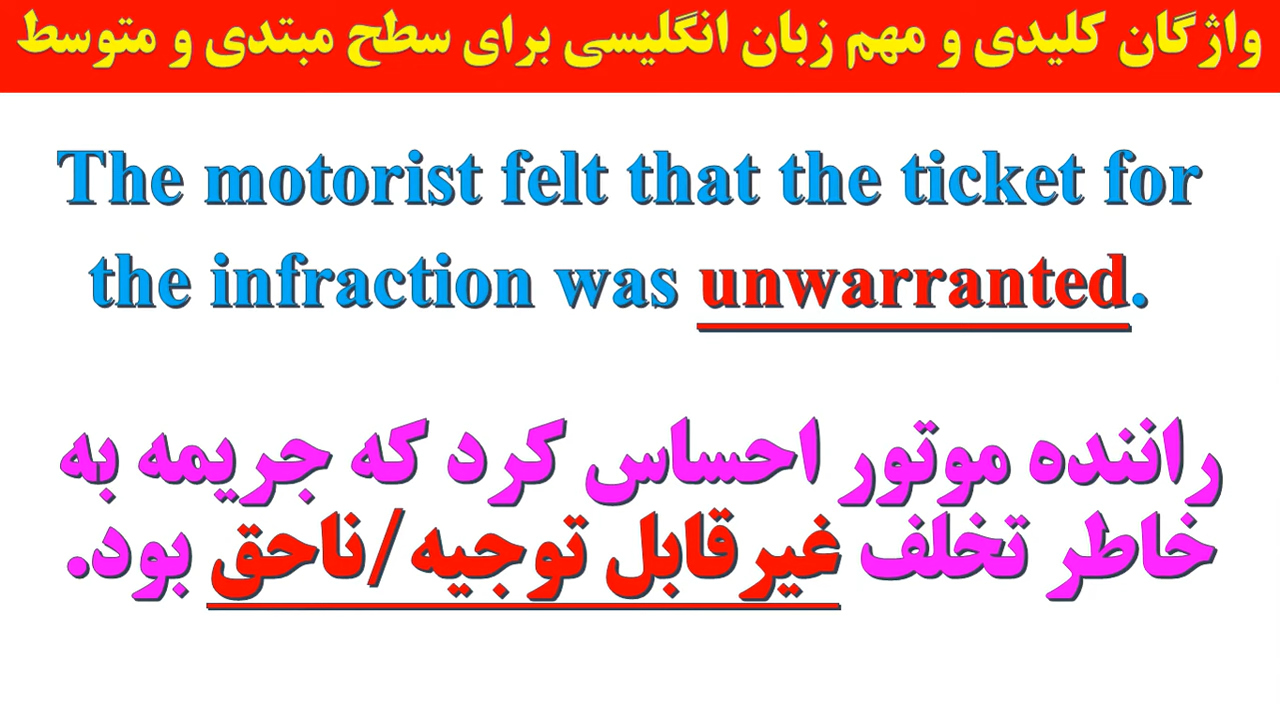 واژگان کلیدی و مهم زبان انگلیسی برای سطح مبتدی و متوسط
The motorist felt that the ticket for
the infraction was unwarranted.
راننده موتور احساس کرد که جریمه به
خاطر تخلف غیرقابل توجیه/ناحق بود.